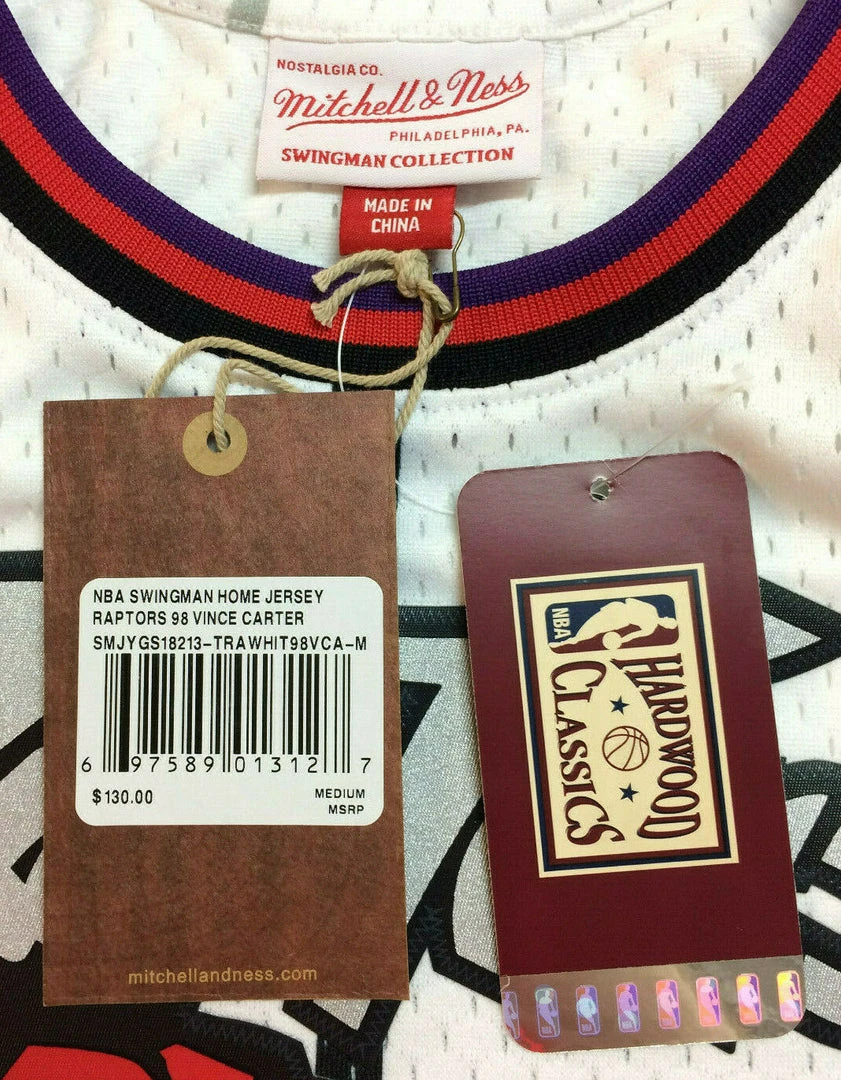 NOSTALGIA CO.
Mitchell & Ness
PHILADELPHIA, PA.
SWINGMAN COLLECTION
MADE IN
CHINA
NBA SWINGMAN HOME JERSEY
RAPTORS 98 VINCE CARTER
SMJYGS18213-TRAWHIT98VCA-M
6 97589 01312 7
$130.00
MEDIUM
MSRP
mitchellandness.com
NBA
HARDWOOD
CLASSICS